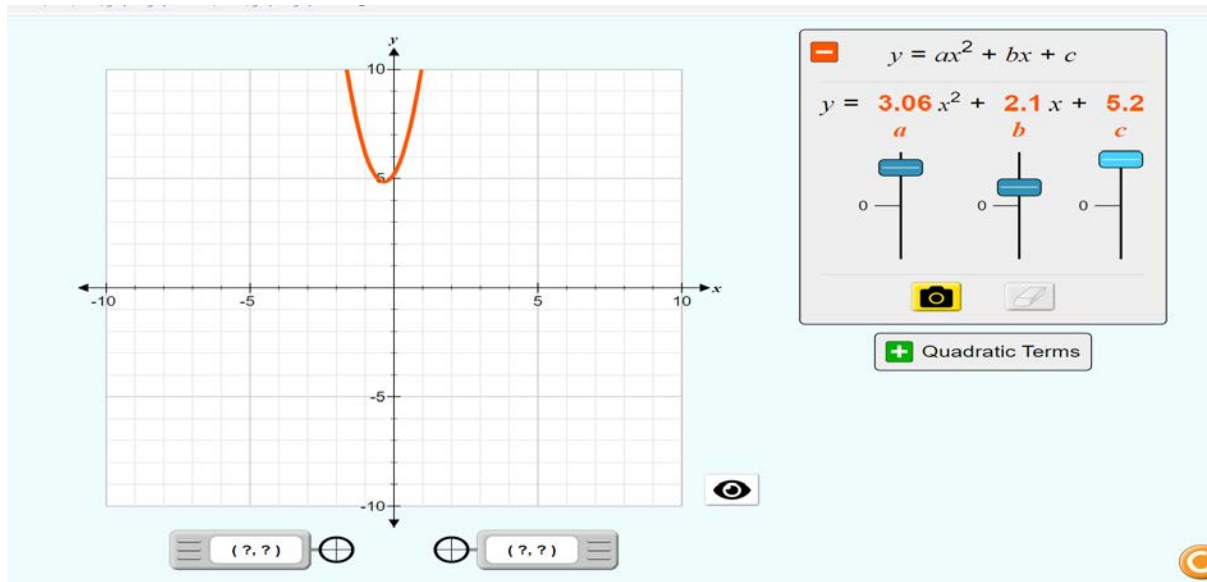 y
10
5
-10
-5
5
10
x
-5
-10
(?, ?)
(?, ?)
y = ax² + bx + c
y = 3.06 x² + 2.1 x + 5.2
a b c
0 0 0
Quadratic Terms